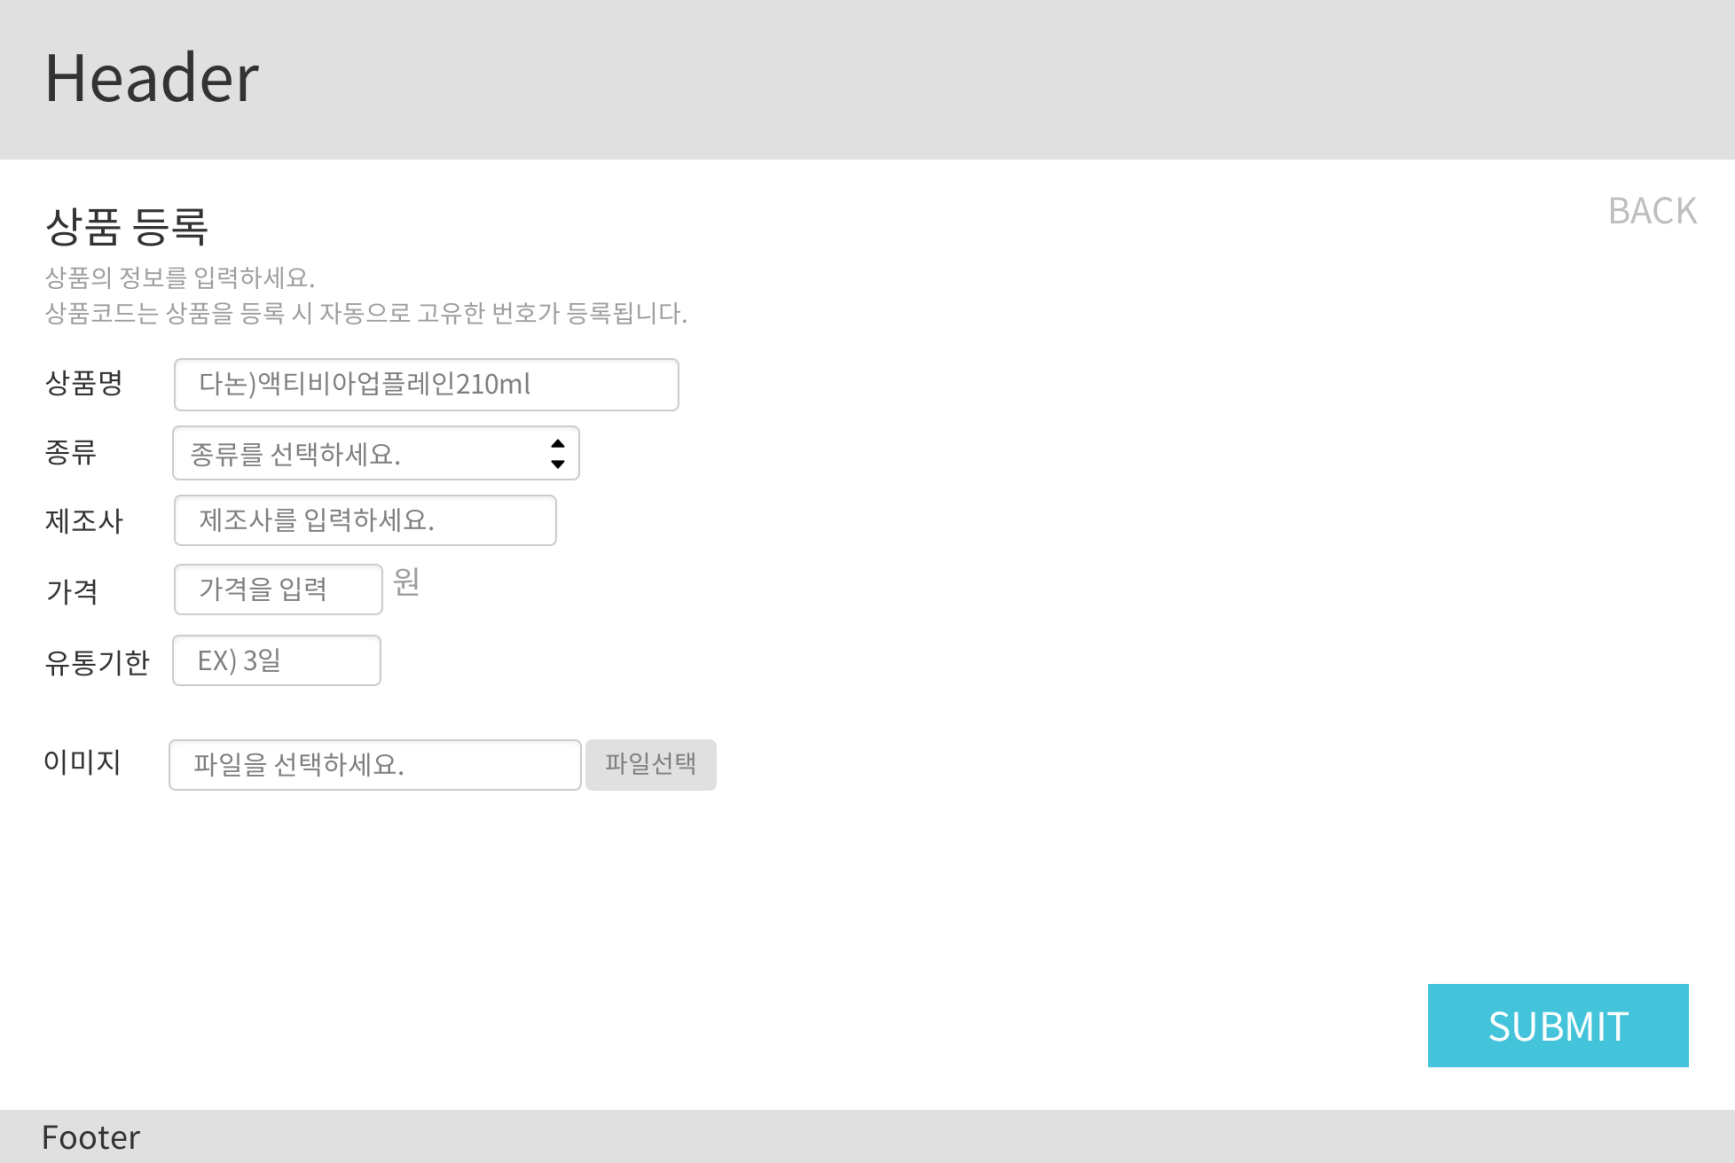 Header
BACK
상품 등록
상품의 정보를 입력하세요.
상품코드는 상품을 등록 시 자동으로 고유한 번호가 등록됩니다.
상품명 다논)액티비아업플레인210ml
종류 종류를 선택하세요.
제조사 제조사를 입력하세요.
가격 가격을 입력 원
유통기한 EX) 3일
이미지 파일을 선택하세요. 파일선택
SUBMIT
Footer